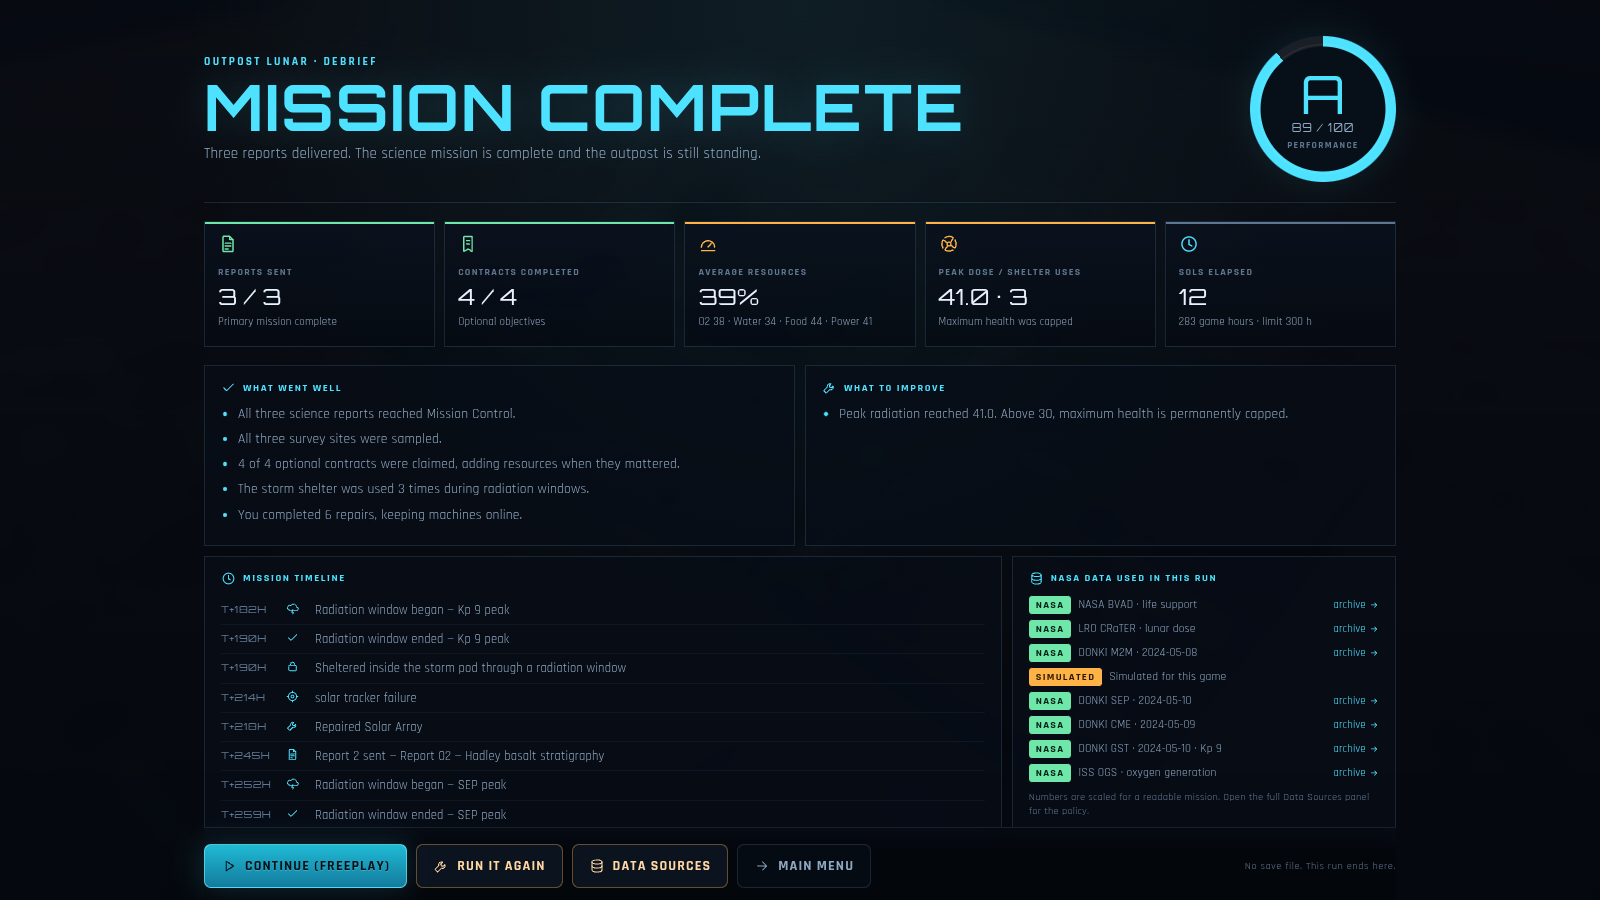 OUTPOST LUNAR · DEBRIEF
MISSION COMPLETE
Three reports delivered. The science mission is complete and the outpost is still standing.
A
89 / 100
PERFORMANCE
REPORTS SENT
3 / 3
Primary mission complete
CONTRACTS COMPLETED
4 / 4
Optional objectives
AVERAGE RESOURCES
39%
O2 38 · Water 34 · Food 44 · Power 41
PEAK DOSE / SHELTER USES
41.0 · 3
Maximum health was capped
SOLS ELAPSED
12
283 game hours · limit 300 h
WHAT WENT WELL
• All three science reports reached Mission Control.
• All three survey sites were sampled.
• 4 of 4 optional contracts were claimed, adding resources when they mattered.
• The storm shelter was used 3 times during radiation windows.
• You completed 6 repairs, keeping machines online.
WHAT TO IMPROVE
• Peak radiation reached 41.0. Above 30, maximum health is permanently capped.
MISSION TIMELINE
T+182H Radiation window began — Kp 9 peak
T+190H Radiation window ended — Kp 9 peak
T+190H Sheltered inside the storm pod through a radiation window
T+214H solar tracker failure
T+218H Repaired Solar Array
T+245H Report 2 sent — Report 02 — Hadley basalt stratigraphy
T+252H Radiation window began — SEP peak
T+259H Radiation window ended — SEP peak
NASA DATA USED IN THIS RUN
NASA NASA BVAD · life support archive →
NASA LRO CRaTER · lunar dose archive →
NASA DONKI M2M · 2024-05-08 archive →
SIMULATED Simulated for this game
NASA DONKI SEP · 2024-05-10 archive →
NASA DONKI CME · 2024-05-09 archive →
NASA DONKI GST · 2024-05-10 · Kp 9 archive →
NASA ISS OGS · oxygen generation archive →
Numbers are scaled for a readable mission. Open the full Data Sources panel
for the policy.
CONTINUE (FREEPLAY)
RUN IT AGAIN
DATA SOURCES
MAIN MENU
No save file. This run ends here.